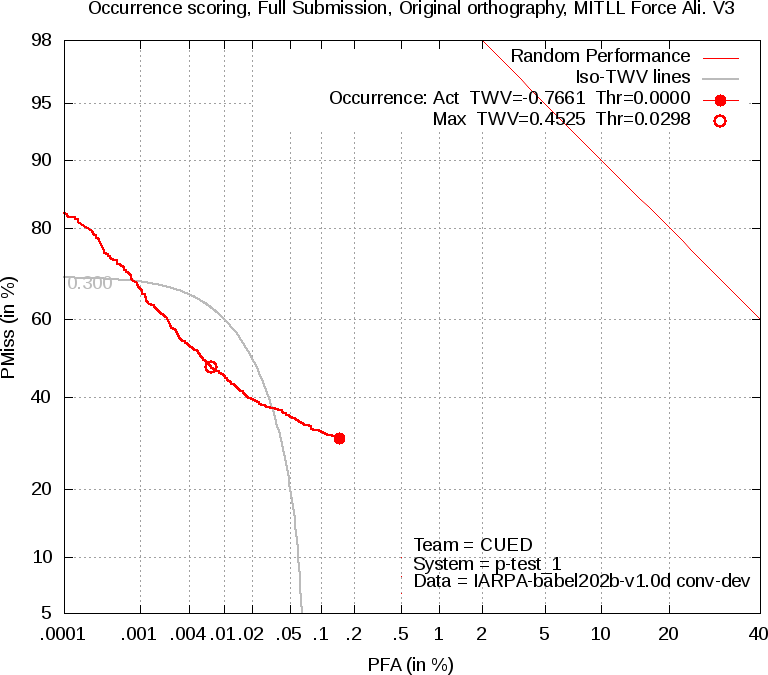 Occurrence scoring, Full Submission, Original orthography, MITLL Force Ali. V3
98
95
90
80
60
40
20
10
5
PMiss (in %)
Random Performance
Iso-TWV lines
Occurrence: Act TWV=-0.7661 Thr=0.0000
Max TWV=0.4525 Thr=0.0298
0.300
Team = CUED
System = p-test_1
Data = IARPA-babel202b-v1.0d conv-dev
.0001 .001 .004 .01 .02 .05 .1 .2 .5 1 2 5 10 20 40
PFA (in %)